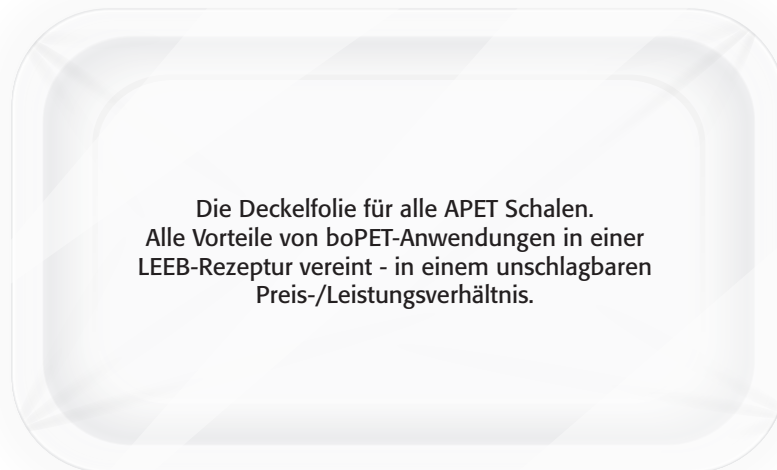 Die Deckelfolie für alle APET Schalen.
Alle Vorteile von boPET-Anwendungen in einer
LEEB-Rezeptur vereint - in einem unschlagbaren
Preis-/Leistungsverhältnis.